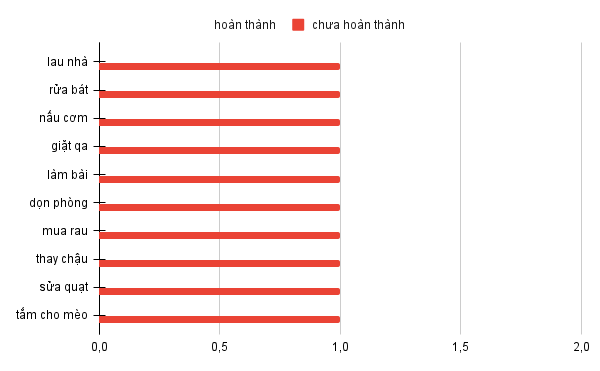 hoàn thành chưa hoàn thành
lau nhà
rửa bát
nấu cơm
giặt qa
làm bài
dọn phòng
mua rau
thay chậu
sửa quạt
tắm cho mèo
0,0 0,5 1,0 1,5 2,0